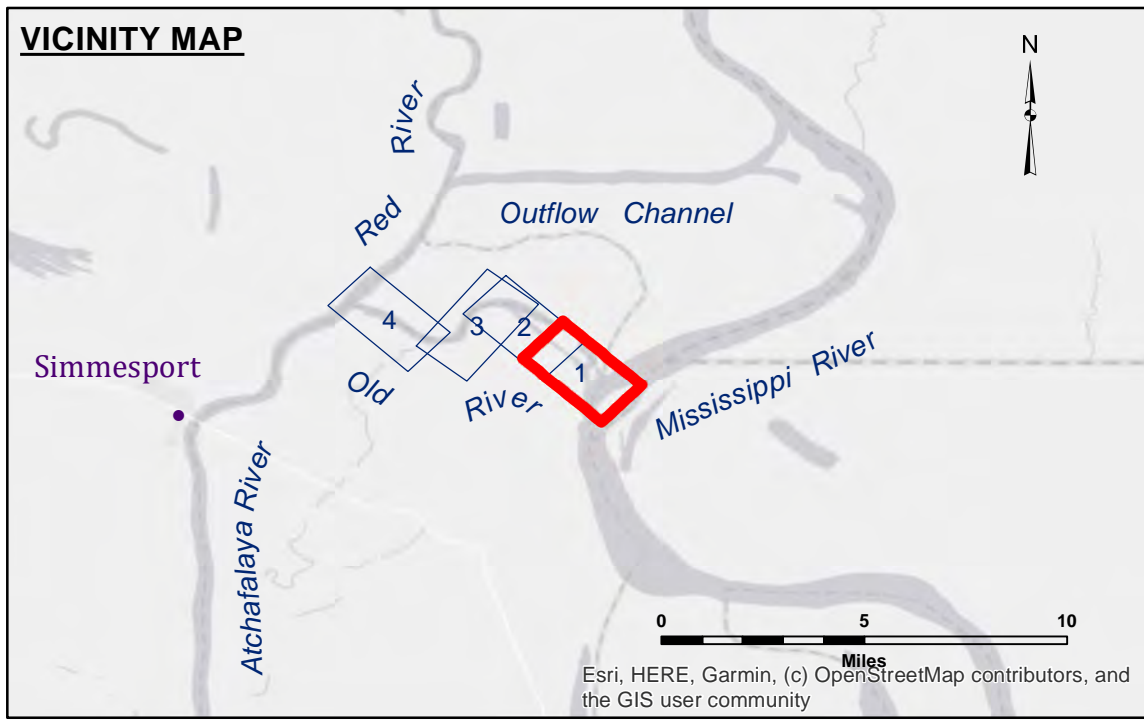 VICINITY MAP
N
Red River
Outflow Channel
4
3
2
1
Simmesport
Old River
Mississippi River
Atchafalaya River
0 5 10
Miles
Esri, HERE, Garmin, (c) OpenStreetMap contributors, and
the GIS user community